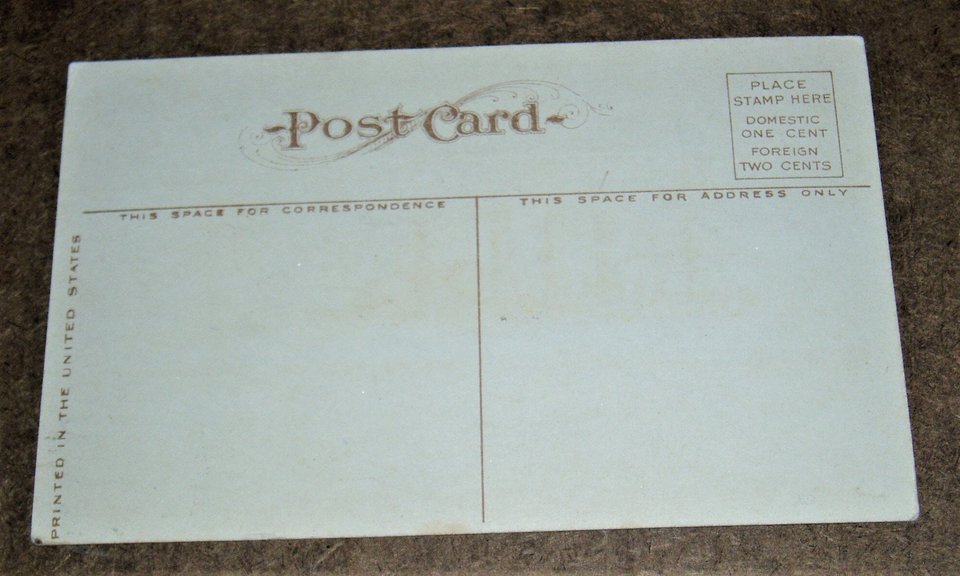 Post Card
PLACE
STAMP HERE
DOMESTIC
ONE CENT
FOREIGN
TWO CENTS
THIS SPACE FOR CORRESPONDENCE
THIS SPACE FOR ADDRESS ONLY
PRINTED IN THE UNITED STATES